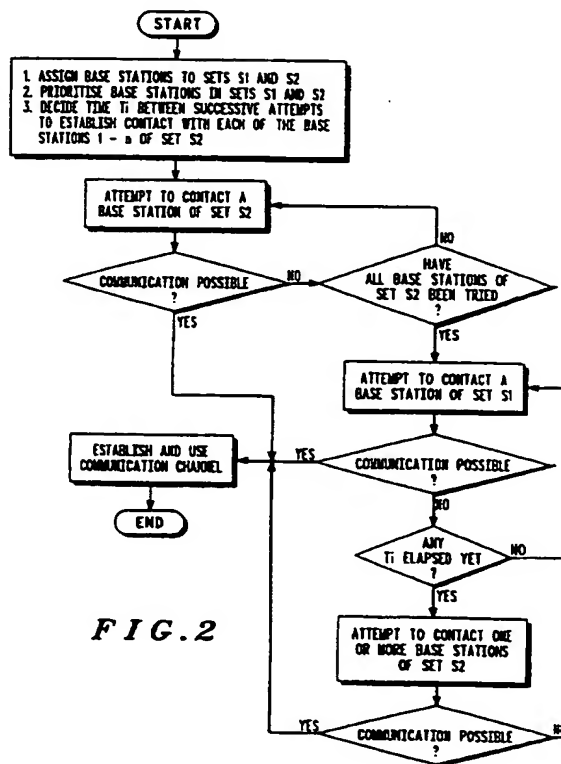 START
1. ASSIGN BASE STATIONS TO SETS S1 AND S2
2. PRIORITISE BASE STATIONS IN SETS S1 AND S2
3. DECIDE TIME Ti BETWEEN SUCCESSIVE ATTEMPTS
TO ESTABLISH CONTACT WITH EACH OF THE BASE
STATIONS 1 - n OF SET S2
ATTEMPT TO CONTACT A
BASE STATION OF SET S2
NO
COMMUNICATION POSSIBLE
?
NO
YES
HAVE
ALL BASE STATIONS OF
SET S2 BEEN TRIED
?
YES
ATTEMPT TO CONTACT A
BASE STATION OF SET S1
ESTABLISH AND USE
COMMUNICATION CHANNEL
YES
COMMUNICATION POSSIBLE
?
NO
END
ANY
Ti ELAPSED YET
?
NO
YES
FIG.2
ATTEMPT TO CONTACT ONE
OR MORE BASE STATIONS
OF SET S2
YES
COMMUNICATION POSSIBLE
?